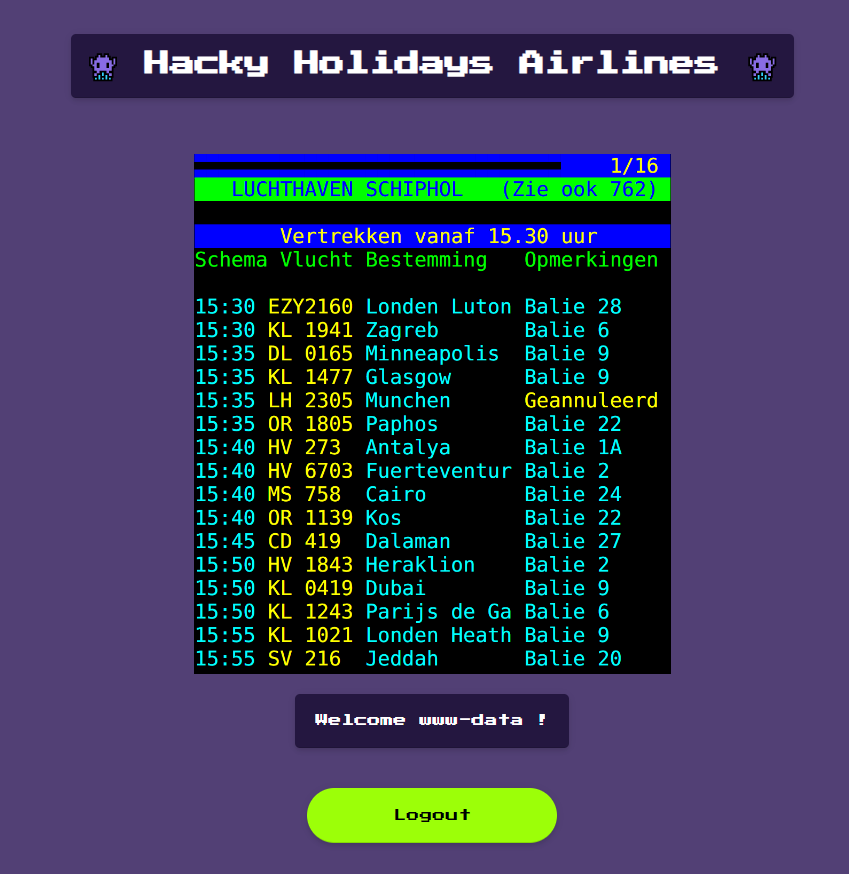 Hacky Holidays Airlines
1/16
LUCHTHAVEN SCHIPHOL (Zie ook 762)
Vertrekken vanaf 15.30 uur
Schema Vlucht Bestemming Opmerkingen
15:30 EZY2160 Londen Luton Balie 28
15:30 KL 1941 Zagreb Balie 6
15:35 DL 0165 Minneapolis Balie 9
15:35 KL 1477 Glasgow Balie 9
15:35 LH 2305 Munchen Geannuleerd
15:35 OR 1805 Paphos Balie 22
15:40 HV 273 Antalya Balie 1A
15:40 HV 6703 Fuerteventur Balie 2
15:40 MS 758 Cairo Balie 24
15:40 OR 1139 Kos Balie 22
15:45 CD 419 Dalaman Balie 27
15:50 HV 1843 Heraklion Balie 2
15:50 KL 0419 Dubai Balie 9
15:50 KL 1243 Parijs de Ga Balie 6
15:55 KL 1021 Londen Heath Balie 9
15:55 SV 216 Jeddah Balie 20
Welcome www-data !
Logout